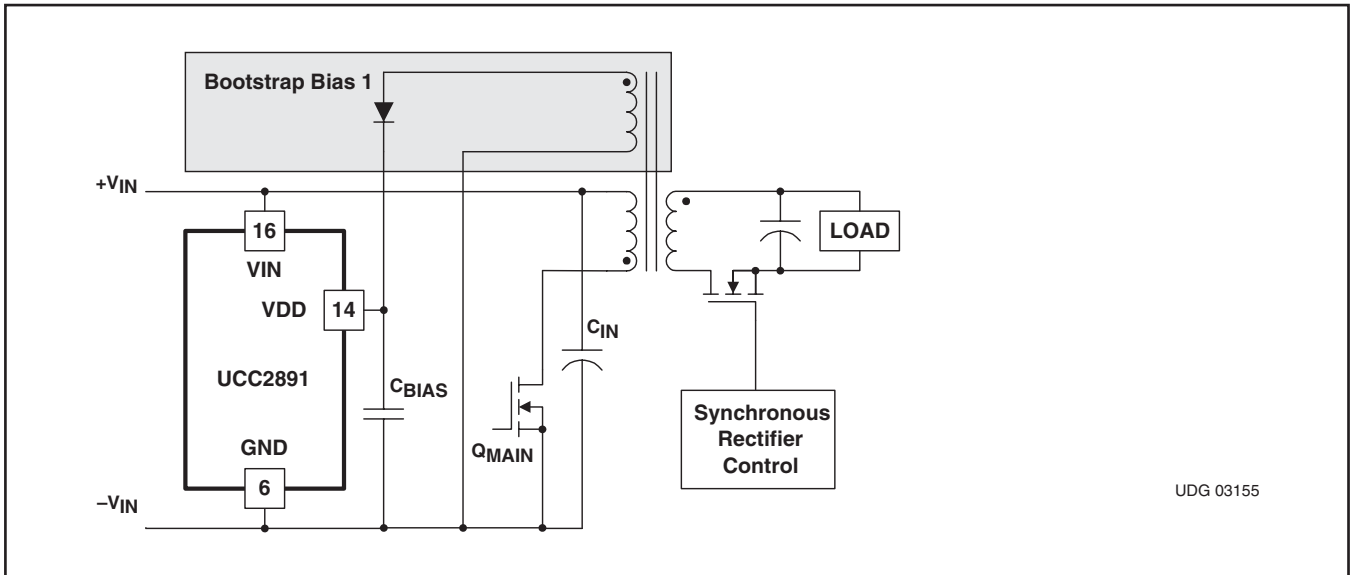 Bootstrap Bias 1
+VIN
16
VIN
VDD
14
UCC2891
GND
6
–VIN
CBIAS
QMAIN
CIN
LOAD
Synchronous
Rectifier
Control
UDG 03155